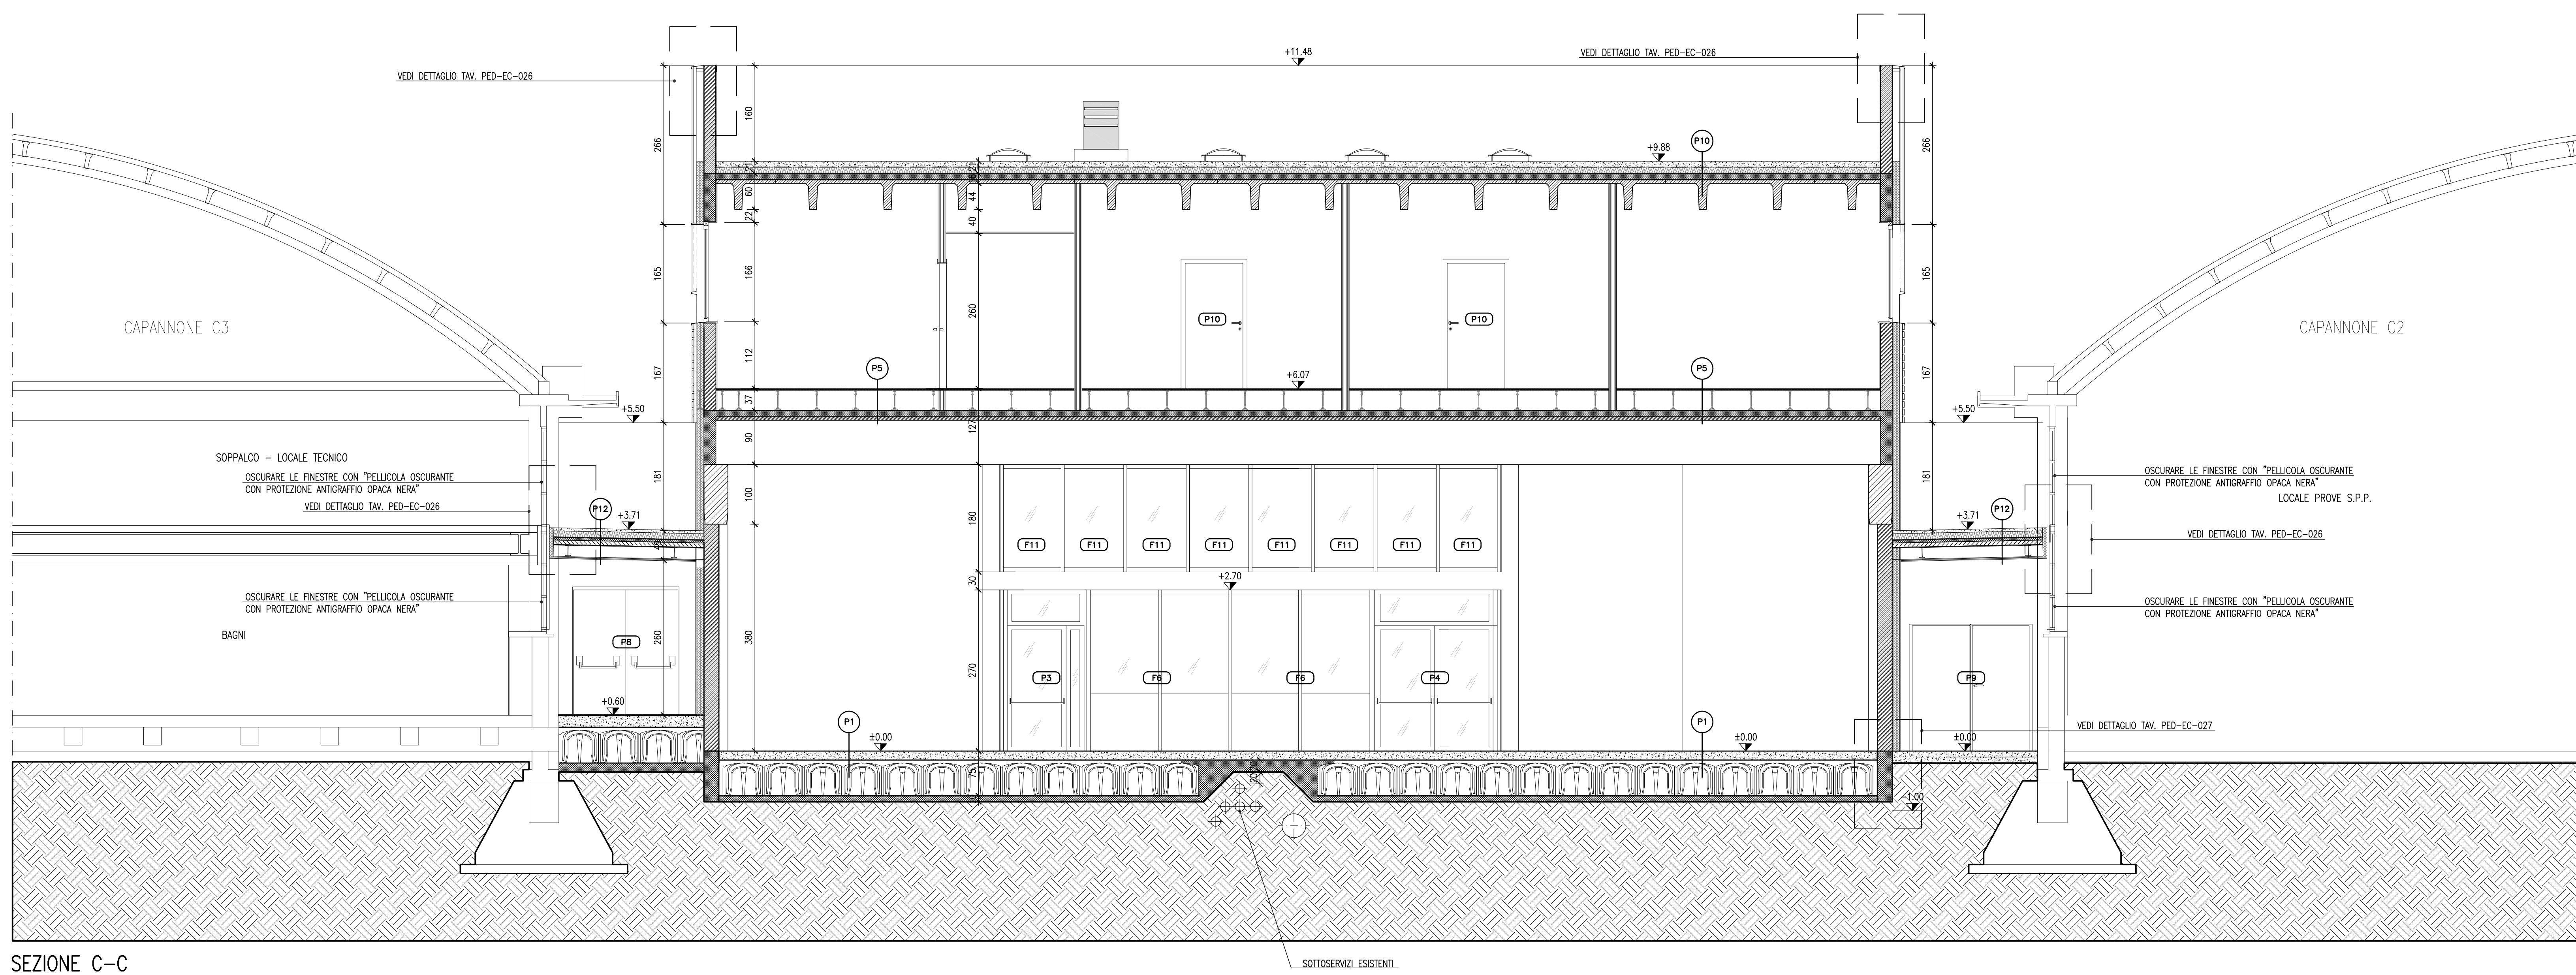 VEDI DETTAGLIO TAV. PED-EC-026
+11.48
VEDI DETTAGLIO TAV. PED-EC-026
266
160
P10
+9.88
266
21
16
21
60
44
22
40
CAPANNONE C3
165
166
260
P10
P10
165
CAPANNONE C2
167
112
P5
+6.07
P5
167
37
+5.50
+5.50
90
127
SOPPALCO - LOCALE TECNICO
OSCURARE LE FINESTRE CON "PELLICOLA OSCURANTE
CON PROTEZIONE ANTIGRAFFIO OPACA NERA"
VEDI DETTAGLIO TAV. PED-EC-026
181
100
180
181
OSCURARE LE FINESTRE CON "PELLICOLA OSCURANTE
CON PROTEZIONE ANTIGRAFFIO OPACA NERA"
LOCALE PROVE S.P.P.
P12
+3.71
P12
+3.71
VEDI DETTAGLIO TAV. PED-EC-026
F11
F11
F11
F11
F11
F11
F11
F11
30
+2.70
OSCURARE LE FINESTRE CON "PELLICOLA OSCURANTE
CON PROTEZIONE ANTIGRAFFIO OPACA NERA"
OSCURARE LE FINESTRE CON "PELLICOLA OSCURANTE
CON PROTEZIONE ANTIGRAFFIO OPACA NERA"
BAGNI
P8
260
380
270
P3
F6
F6
P4
P9
+0.60
P1
P1
±0.00
±0.00
±0.00
VEDI DETTAGLIO TAV. PED-EC-027
75
20
20
-1.00
SEZIONE C-C
SOTTOSERVIZI ESISTENTI